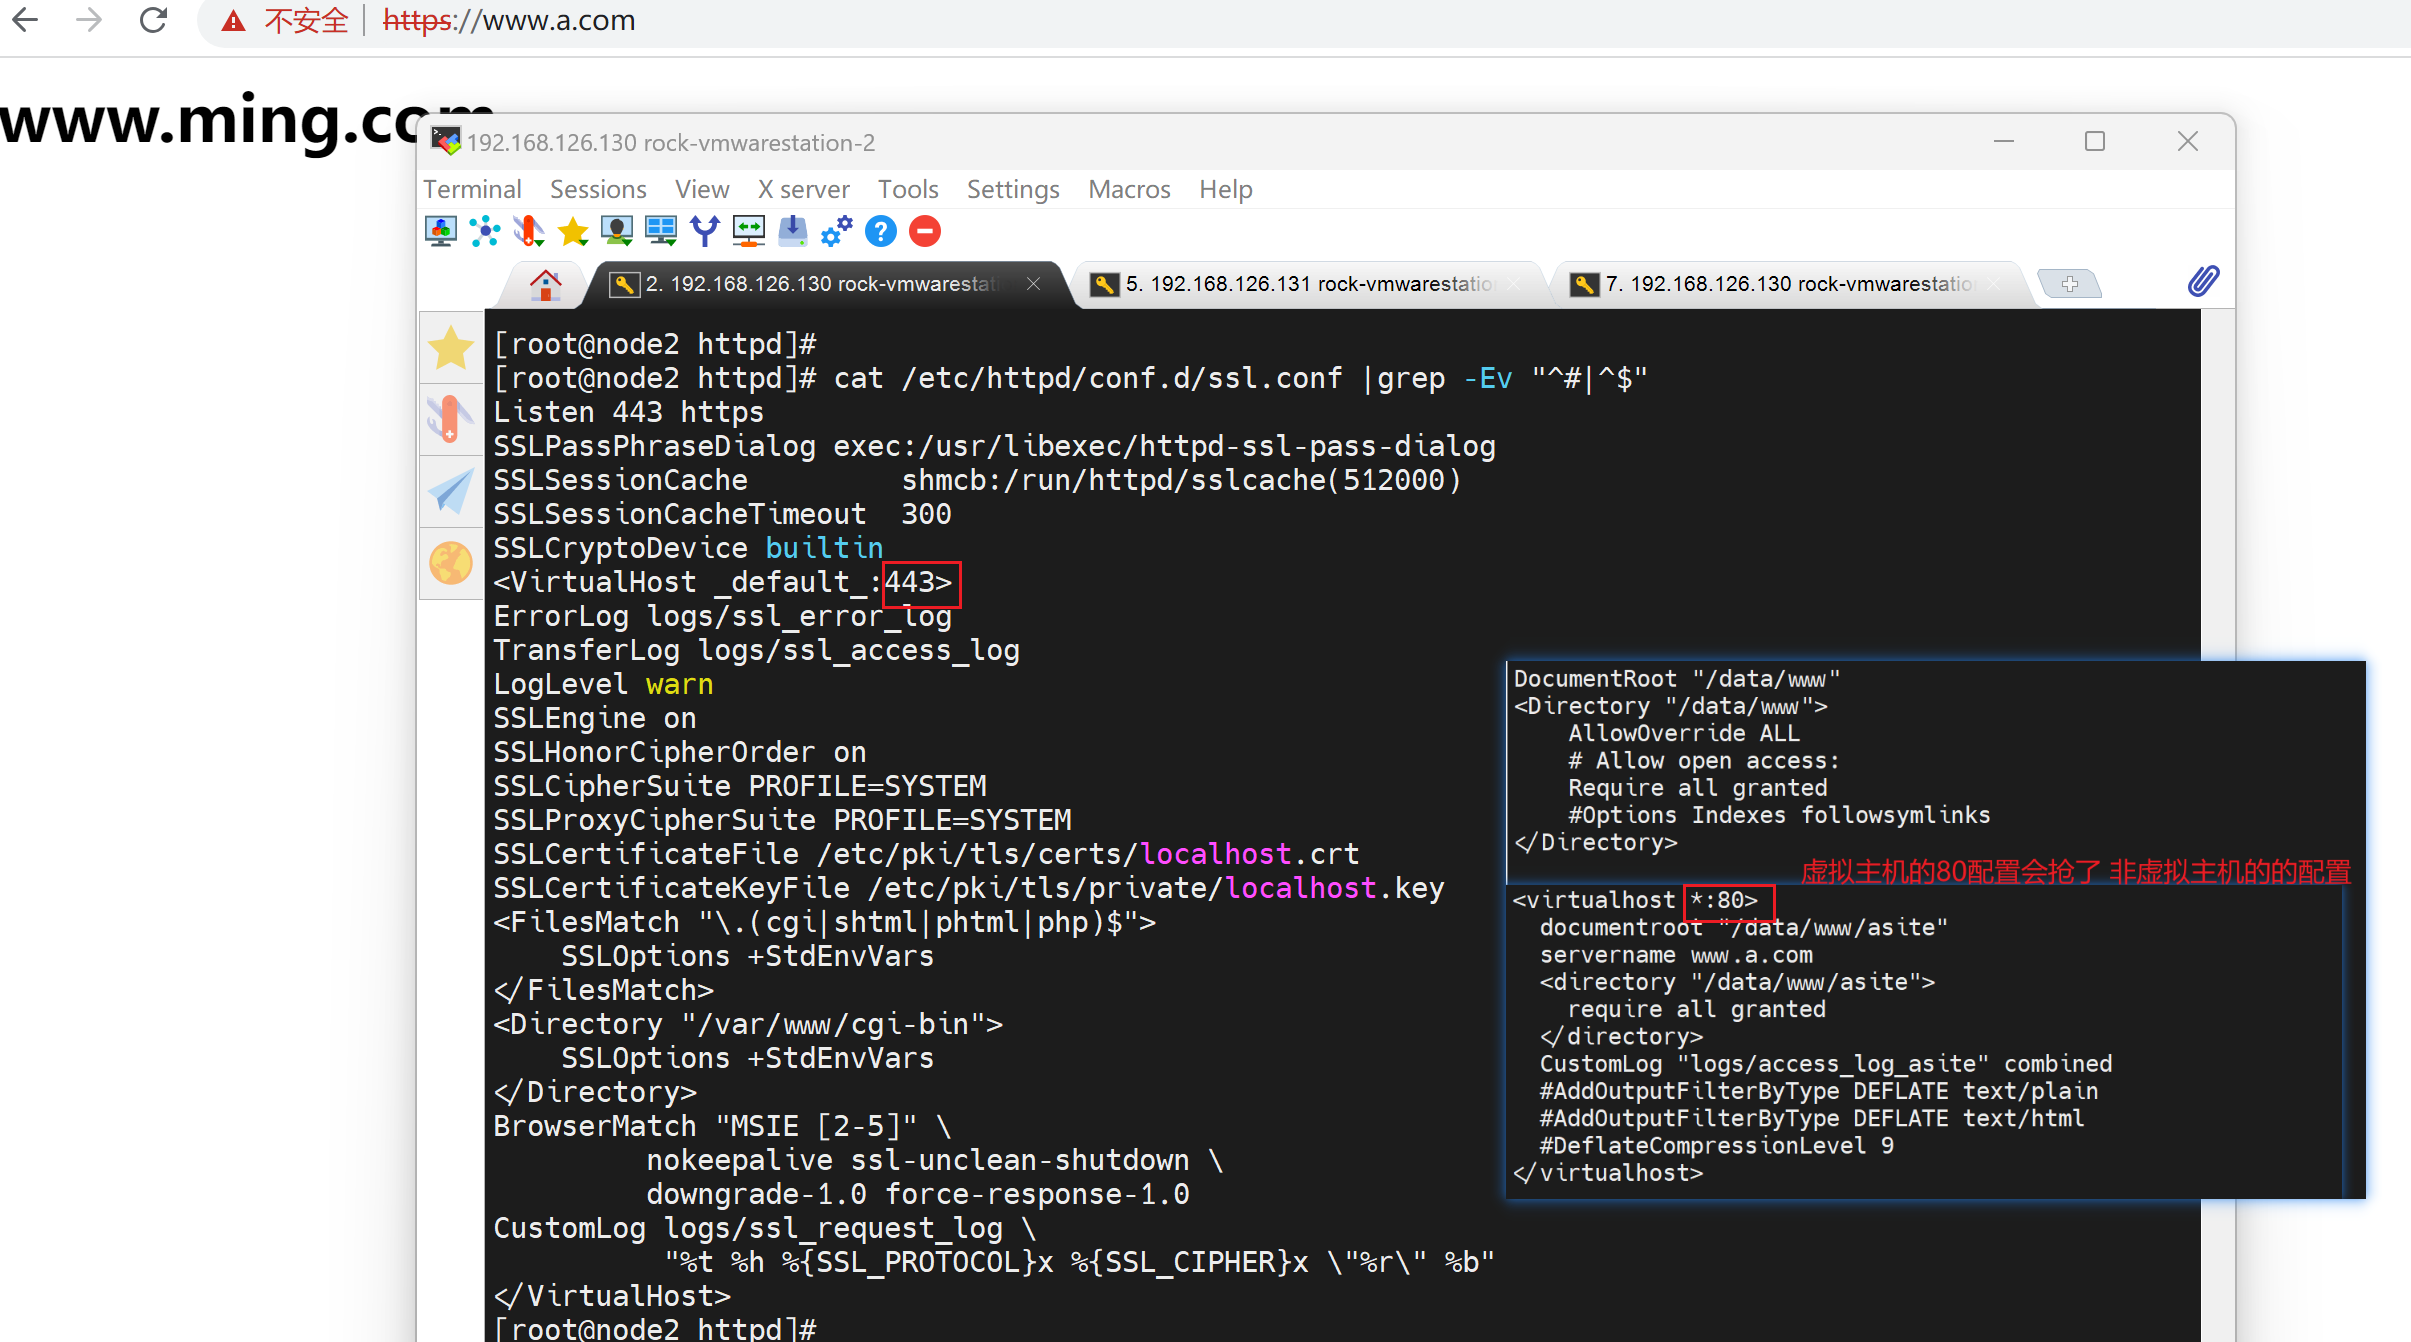 不安全 https://www.a.com
www.ming.com
192.168.126.130 rock-vmwarestation-2
Terminal Sessions View X server Tools Settings Macros Help
2. 192.168.126.130 rock-vmwarestati
5. 192.168.126.131 rock-vmwarestatio
7. 192.168.126.130 rock-vmwarestatio
[root@node2 httpd]#
[root@node2 httpd]# cat /etc/httpd/conf.d/ssl.conf |grep -Ev "^#|^$"
Listen 443 https
SSLPassPhraseDialog exec:/usr/libexec/httpd-ssl-pass-dialog
SSLSessionCache         shmcb:/run/httpd/sslcache(512000)
SSLSessionCacheTimeout  300
SSLCryptoDevice builtin
<VirtualHost _default_:443>
ErrorLog logs/ssl_error_log
TransferLog logs/ssl_access_log
LogLevel warn
SSLEngine on
SSLHonorCipherOrder on
SSLCipherSuite PROFILE=SYSTEM
SSLProxyCipherSuite PROFILE=SYSTEM
SSLCertificateFile /etc/pki/tls/certs/localhost.crt
SSLCertificateKeyFile /etc/pki/tls/private/localhost.key
<FilesMatch "\.(cgi|shtml|phtml|php)$">
    SSLOptions +StdEnvVars
</FilesMatch>
<Directory "/var/www/cgi-bin">
    SSLOptions +StdEnvVars
</Directory>
BrowserMatch "MSIE [2-5]" \
         nokeepalive ssl-unclean-shutdown \
         downgrade-1.0 force-response-1.0
CustomLog logs/ssl_request_log \
          "%t %h %{SSL_PROTOCOL}x %{SSL_CIPHER}x \"%r\" %b"
</VirtualHost>
[root@node2 httpd]#
DocumentRoot "/data/www"
<Directory "/data/www">
    AllowOverride ALL
    # Allow open access:
    Require all granted
    #Options Indexes followsymlinks
</Directory>
虚拟主机的80配置会抢了 非虚拟主机的的配置
<virtualhost *:80>
  documentroot "/data/www/asite"
  servername www.a.com
  <directory "/data/www/asite">
    require all granted
  </directory>
  CustomLog "logs/access_log_asite" combined
  #AddOutputFilterByType DEFLATE text/plain
  #AddOutputFilterByType DEFLATE text/html
  #DeflateCompressionLevel 9
</virtualhost>